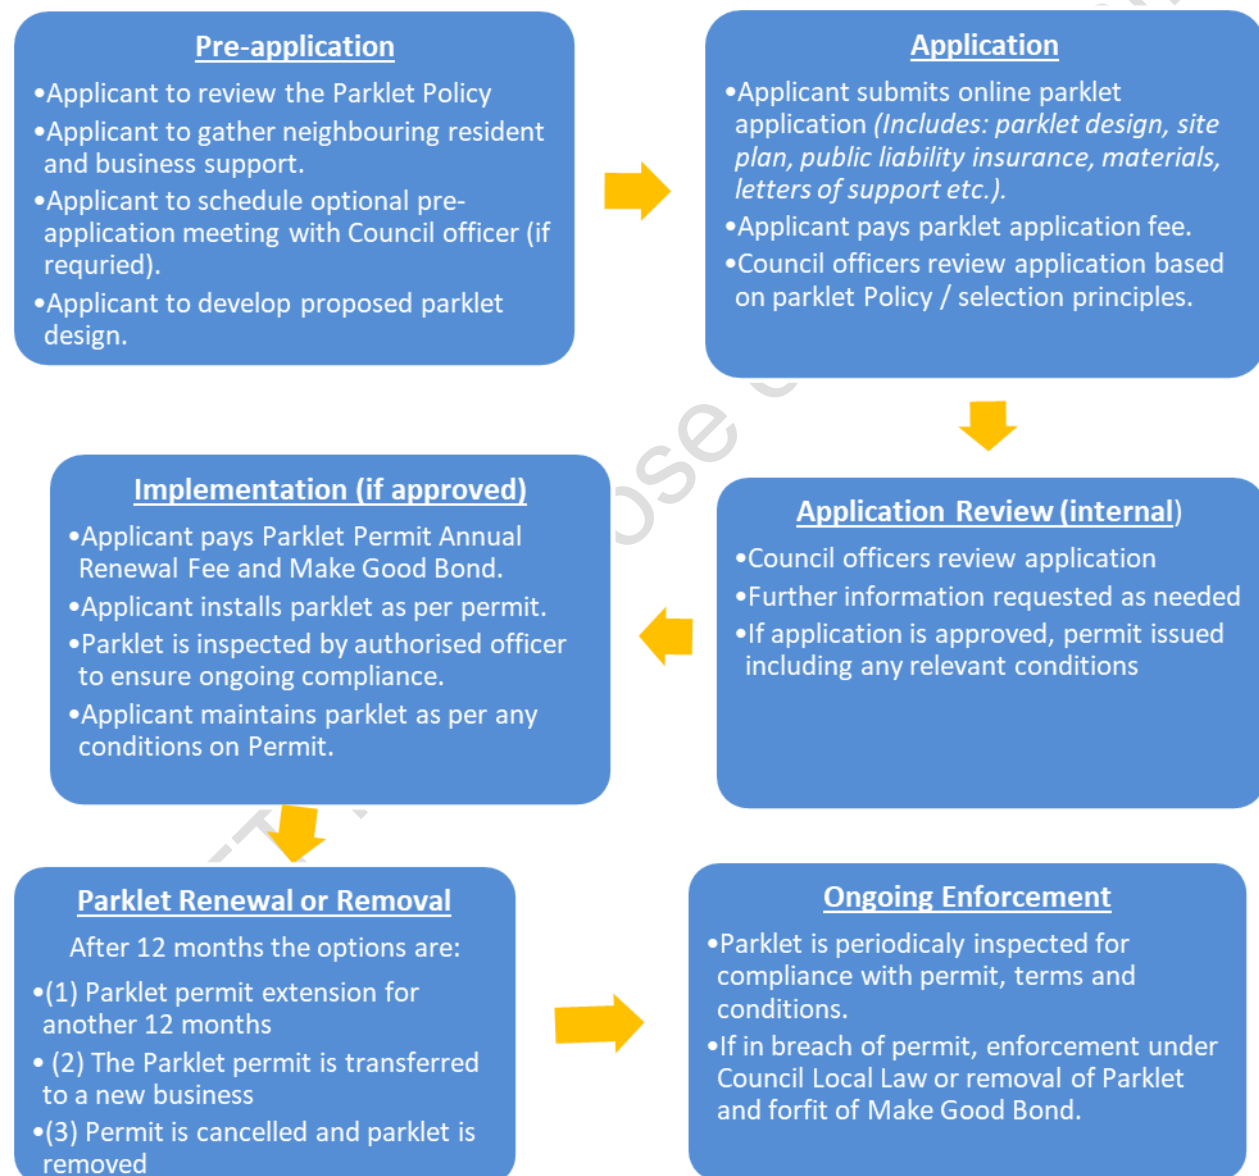 Pre-application
•Applicant to review the Parklet Policy
•Applicant to gather neighbouring resident
and business support.
•Applicant to schedule optional pre-
application meeting with Council officer (if
requried).
•Applicant to develop proposed parklet
design.
Application
•Applicant submits online parklet
application (Includes: parklet design, site
plan, public liability insurance, materials,
letters of support etc.).
•Applicant pays parklet application fee.
•Council officers review application based
on parklet Policy / selection principles.
Application Review (internal)
•Council officers review application
•Further information requested as needed
•If application is approved, permit issued
including any relevant conditions
Implementation (if approved)
•Applicant pays Parklet Permit Annual
Renewal Fee and Make Good Bond.
•Applicant installs parklet as per permit.
•Parklet is inspected by authorised officer
to ensure ongoing compliance.
•Applicant maintains parklet as per any
conditions on Permit.
Parklet Renewal or Removal
After 12 months the options are:
•(1) Parklet permit extension for
another 12 months
• (2) The Parklet permit is transferred
to a new business
•(3) Permit is cancelled and parklet is
removed
Ongoing Enforcement
•Parklet is periodicaly inspected for
compliance with permit, terms and
conditions.
•If in breach of permit, enforcement under
Council Local Law or removal of Parklet
and forfit of Make Good Bond.